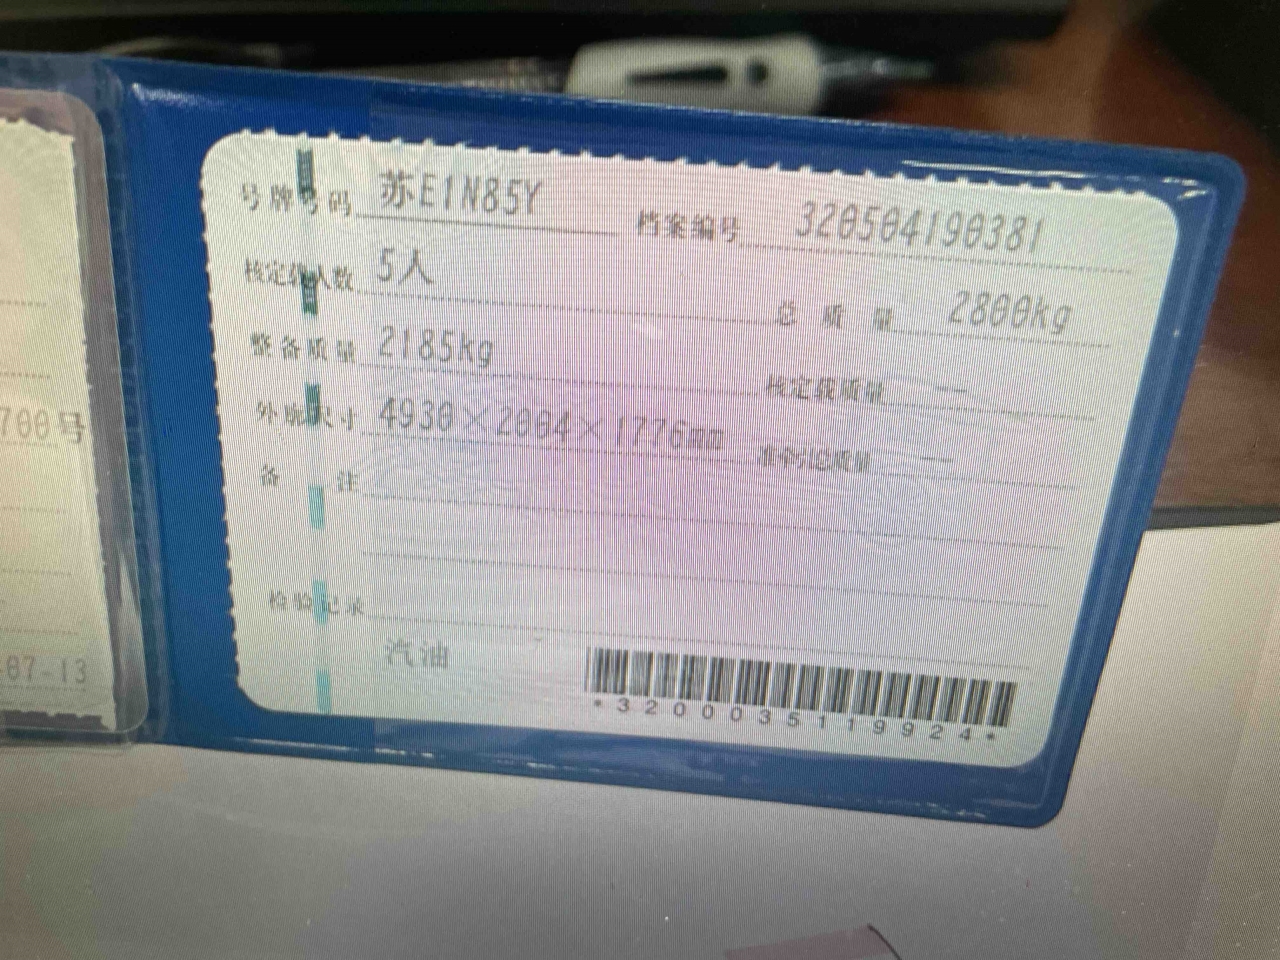 号牌号码 苏E1N85Y 档案编号 320504190381
核定载人数 5人 总质量 2800kg
整备质量 2185kg 核定载质量 —
外廓尺寸 4930×2004×1776mm 准牵引总质量 —
备注
检验记录
汽油
*3200035119924*
700号
-07-13